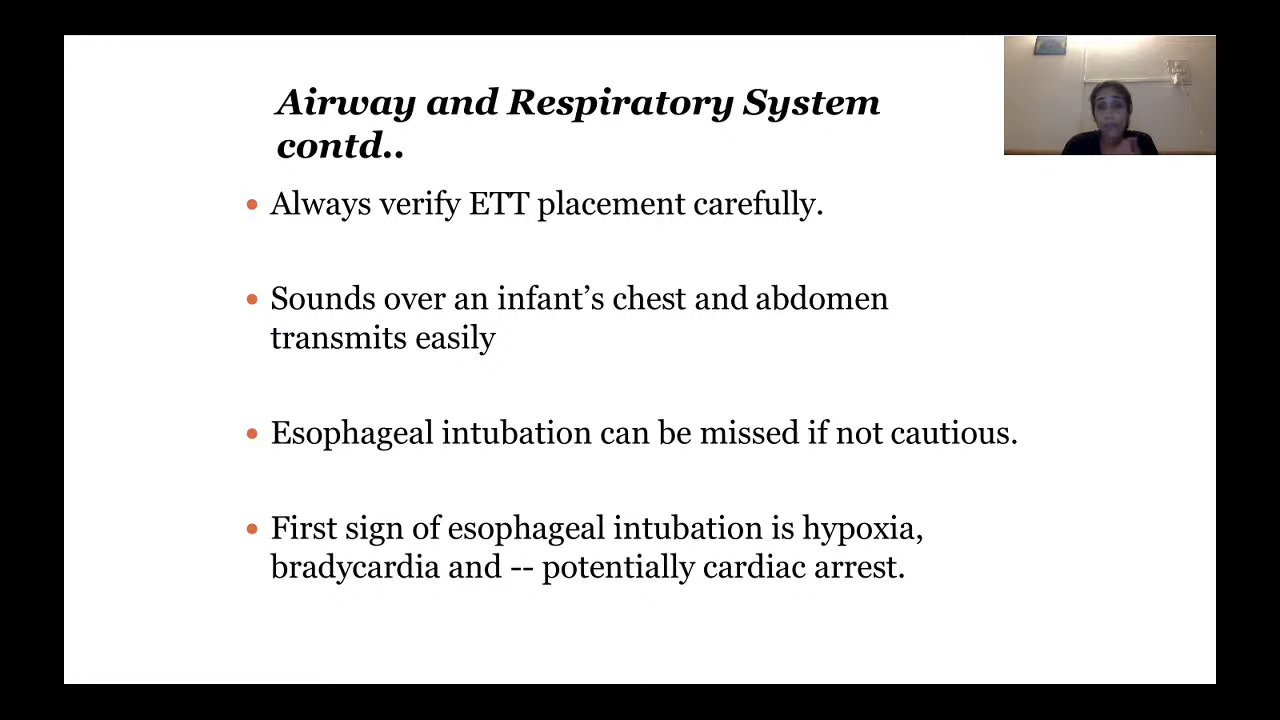 Airway and Respiratory System
contd..
• Always verify ETT placement carefully.
• Sounds over an infant’s chest and abdomen
transmits easily
• Esophageal intubation can be missed if not cautious.
• First sign of esophageal intubation is hypoxia,
bradycardia and -- potentially cardiac arrest.